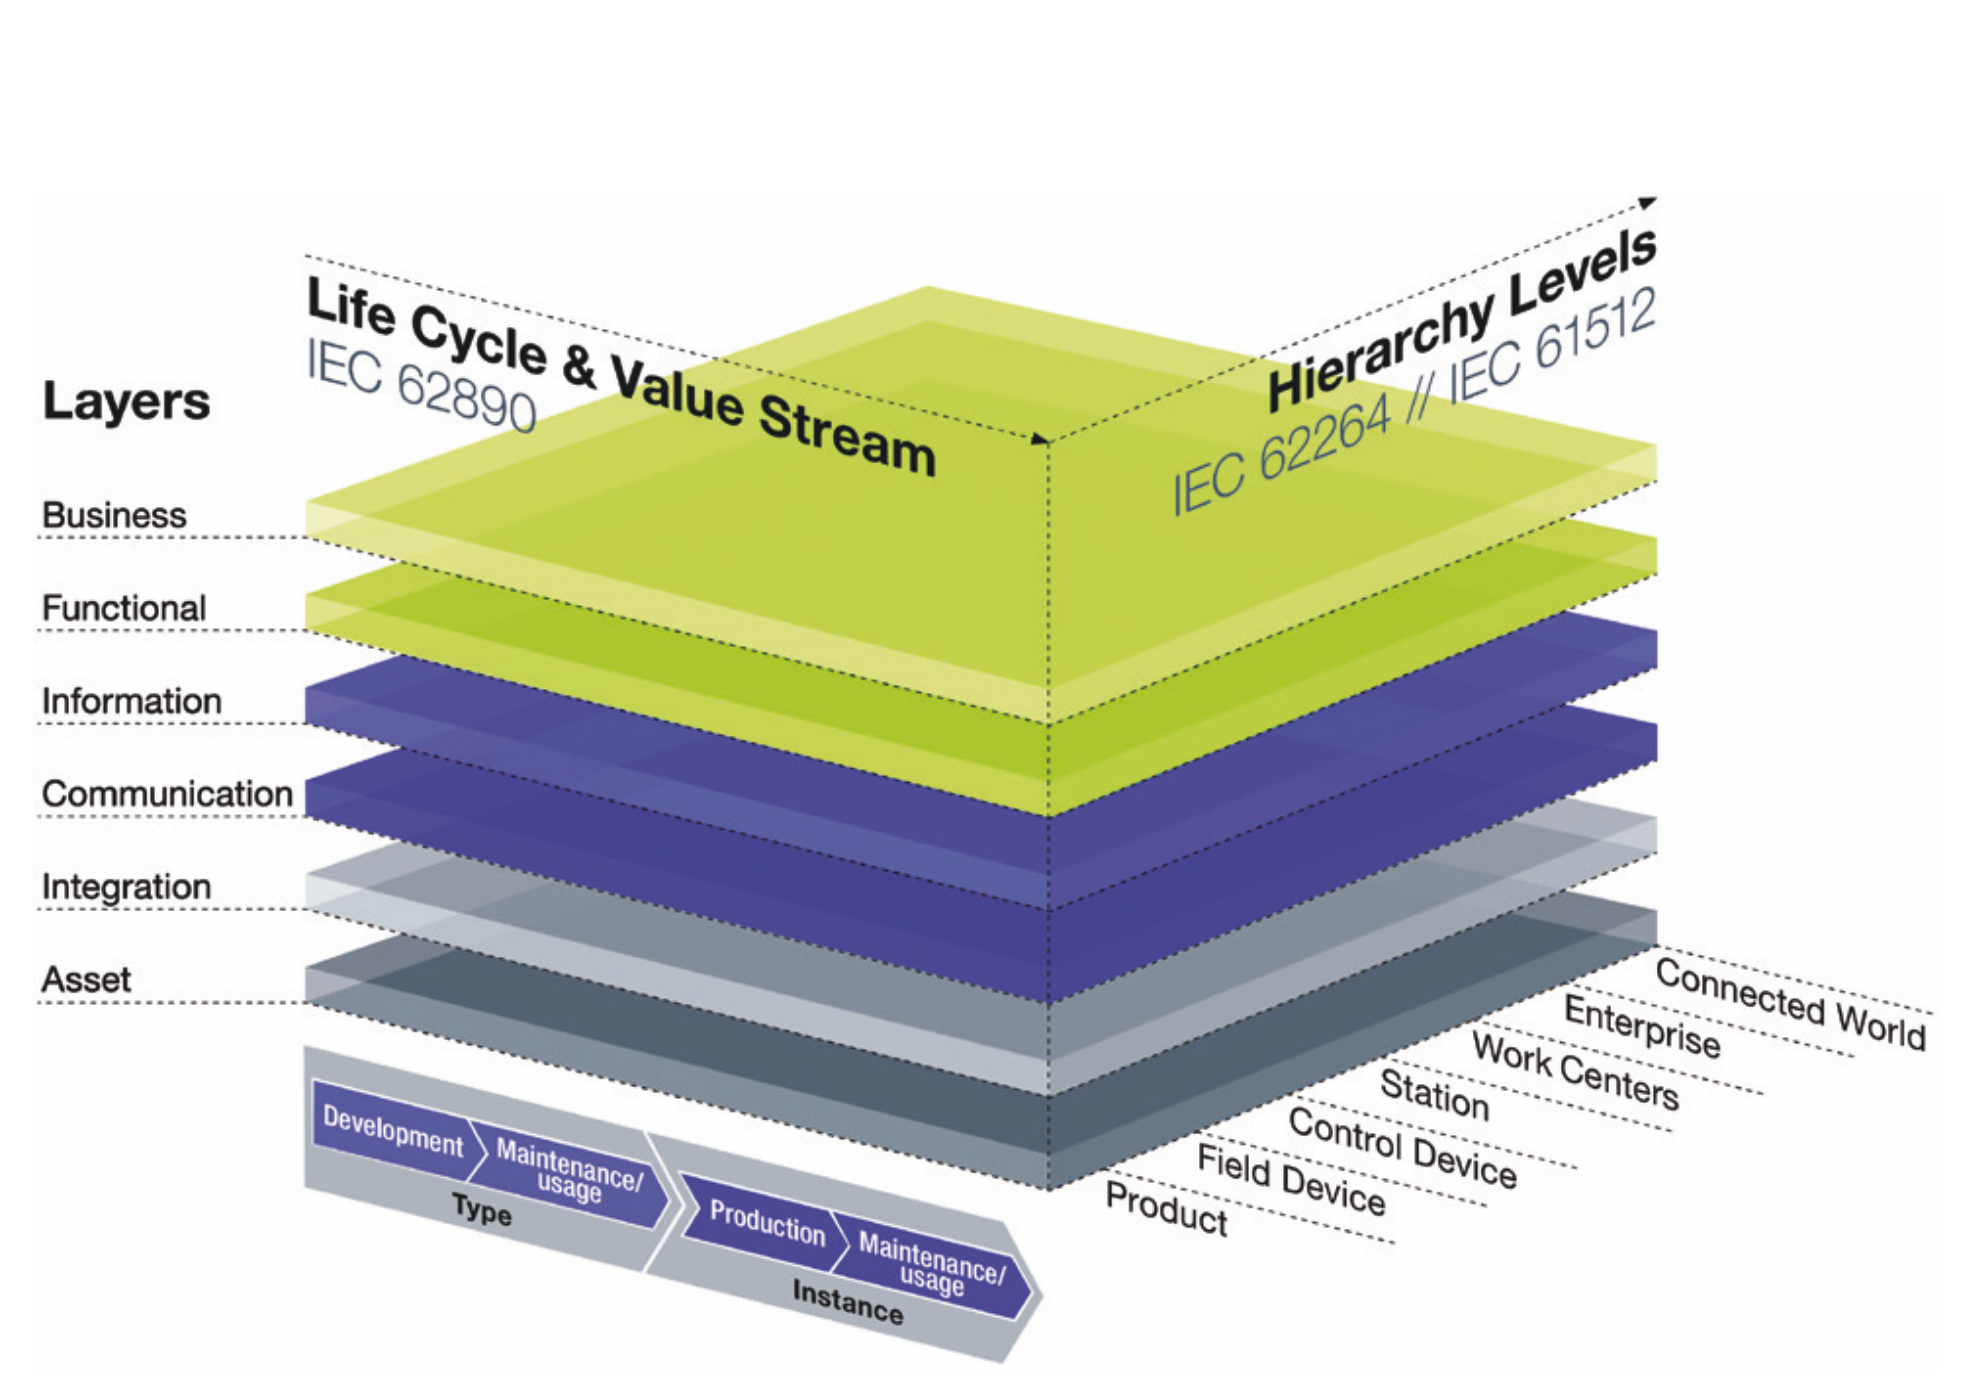 Life Cycle & Value Stream
IEC 62890
Hierarchy Levels
IEC 62264 // IEC 61512
Layers
Business
Functional
Information
Communication
Integration
Asset
Development
Maintenance/
usage
Type
Production
Maintenance/
usage
Instance
Connected World
Enterprise
Work Centers
Station
Control Device
Field Device
Product